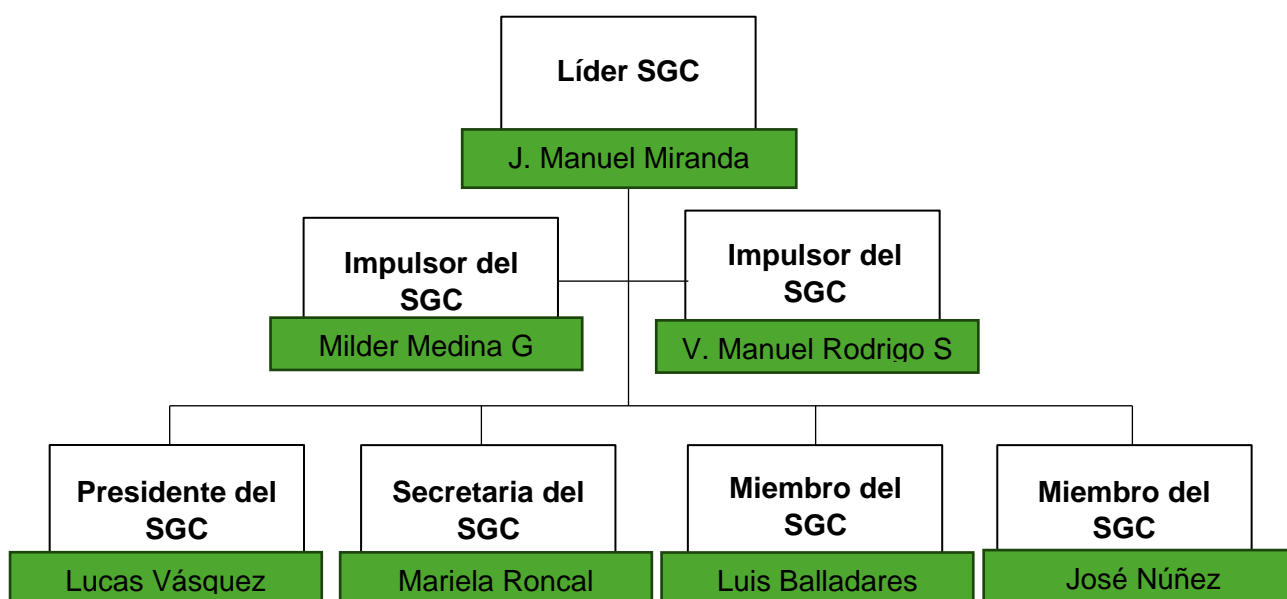 Líder SGC
J. Manuel Miranda
Impulsor del
SGC
Milder Medina G
Impulsor del
SGC
V. Manuel Rodrigo S
Presidente del
SGC
Lucas Vásquez
Secretaria del
SGC
Mariela Roncal
Miembro del
SGC
Luis Balladares
Miembro del
SGC
José Núñez